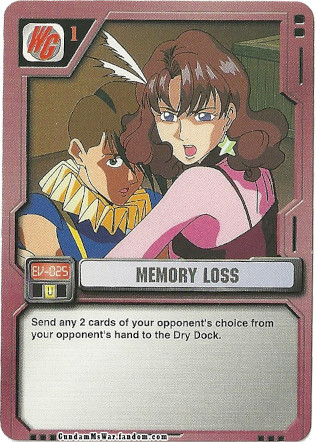 WG 1
EV-025
U
MEMORY LOSS
Send any 2 cards of your opponent's choice from
your opponent's hand to the Dry Dock.
GundamMsWar.fandom.com